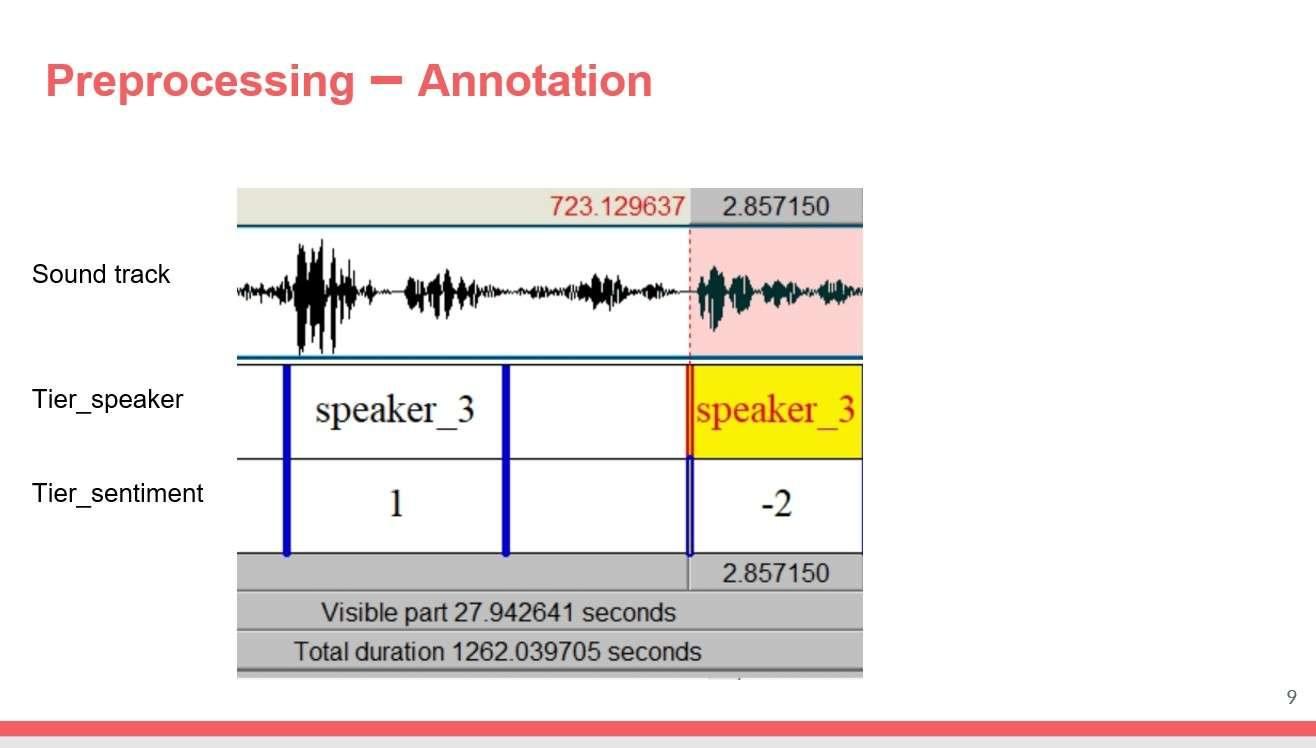 Preprocessing – Annotation
723.129637 2.857150
Sound track
Tier_speaker speaker_3 speaker_3
Tier_sentiment 1 -2
2.857150
Visible part 27.942641 seconds
Total duration 1262.039705 seconds
9